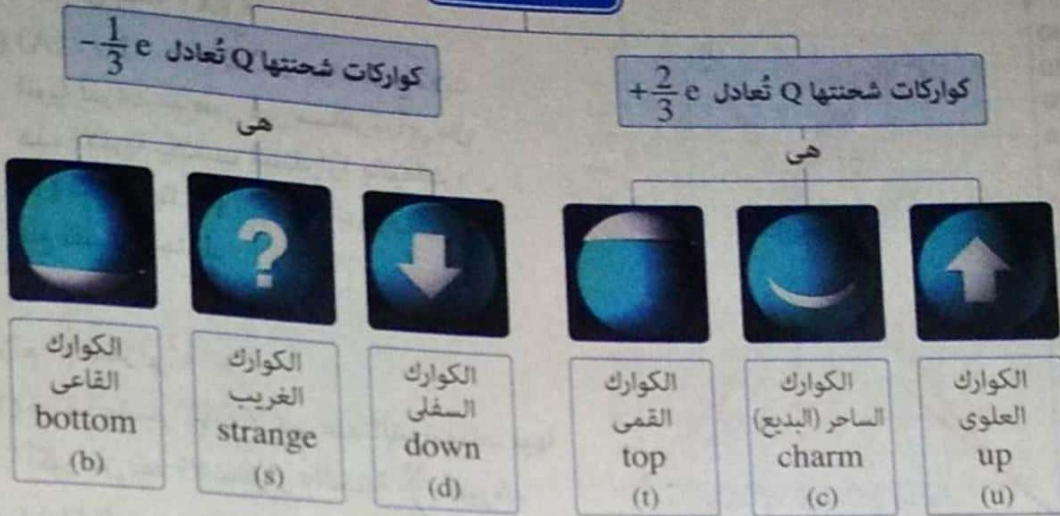 كواركات شحنتها Q تُعادل +2/3 e
هى
الكوارك
العلوى
up
(u)
الكوارك
الساحر (البديع)
charm
(c)
الكوارك
القمى
top
(t)
كواركات شحنتها Q تُعادل -1/3 e
هى
?
الكوارك
السفلى
down
(d)
الكوارك
الغريب
strange
(s)
الكوارك
القاعى
bottom
(b)